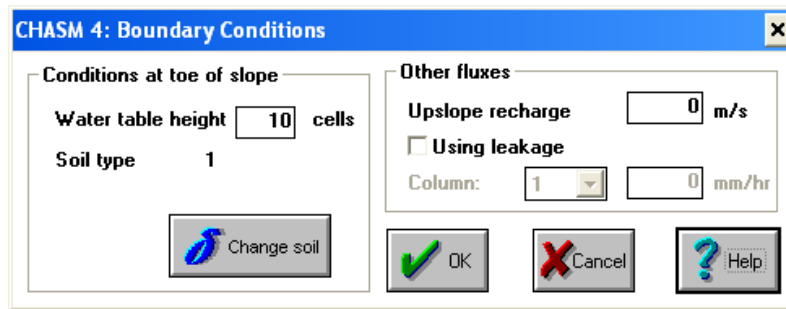 CHASM 4: Boundary Conditions
Conditions at toe of slope
Water table height 10 cells
Soil type 1
Change soil
Other fluxes
Upslope recharge 0 m/s
Using leakage
Column: 1 0 mm/hr
OK Cancel Help